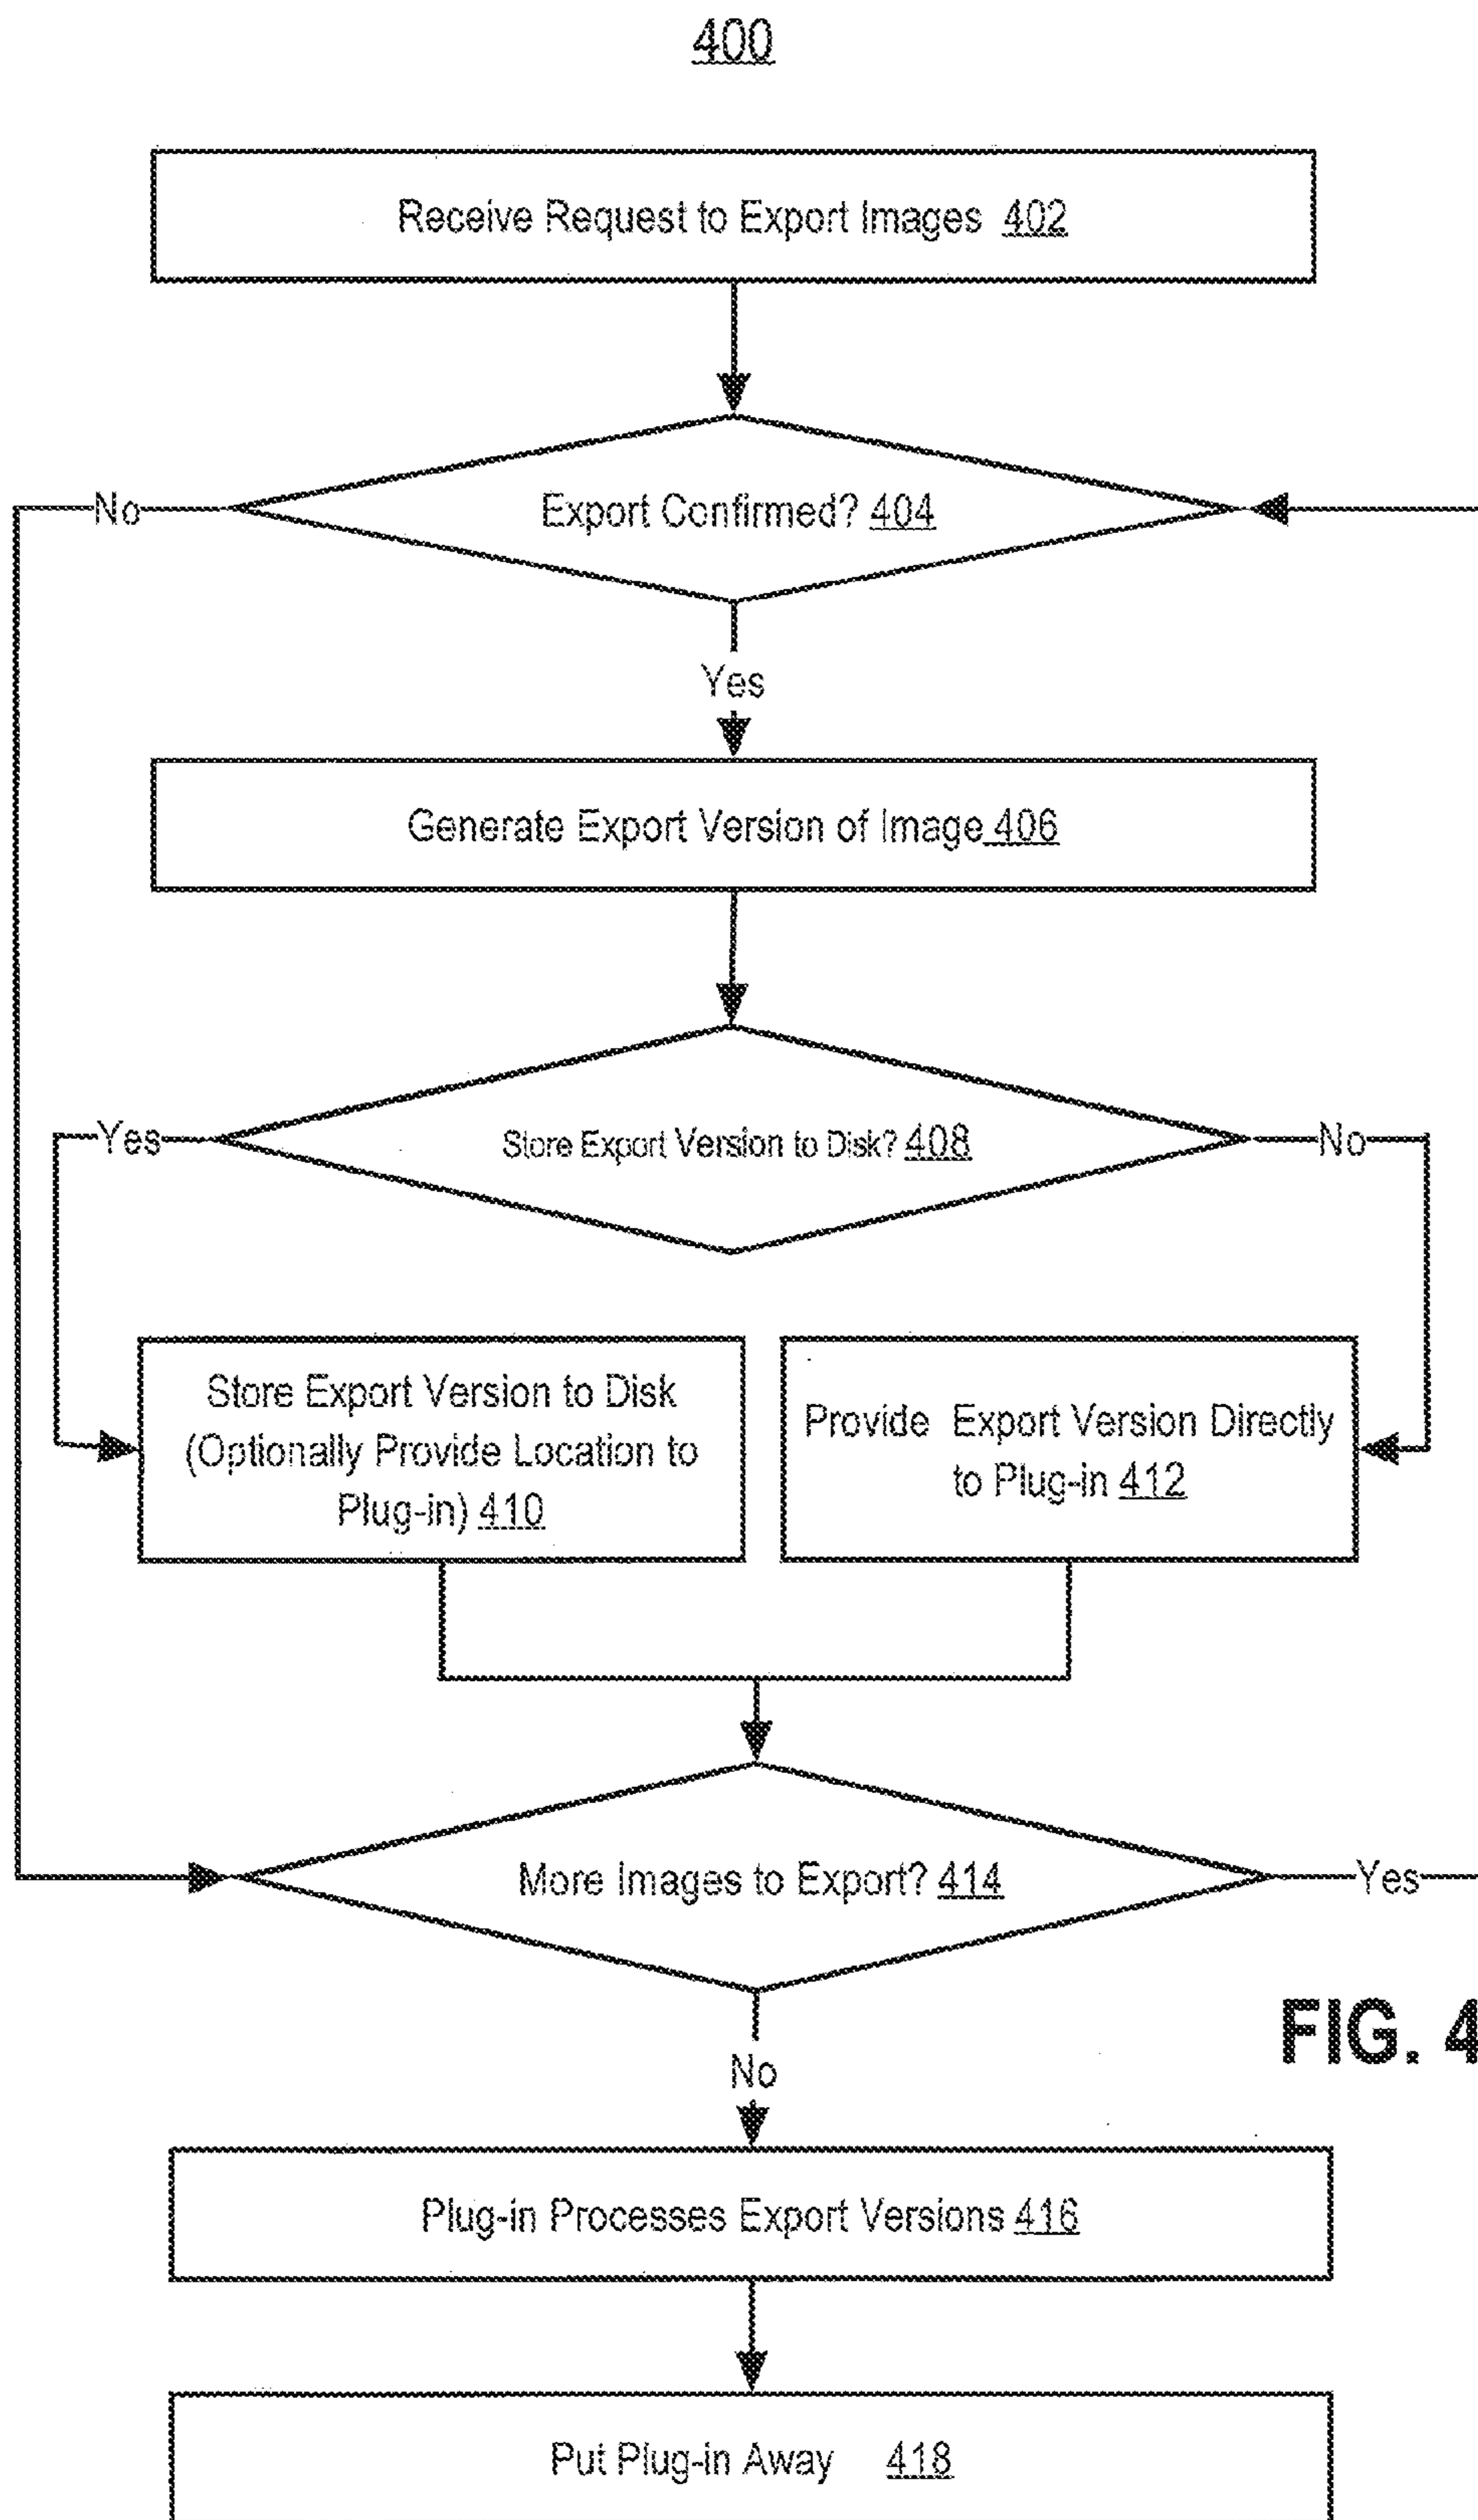 400
Receive Request to Export Images 402
Export Confirmed? 404
No
Yes
Generate Export Version of Image 406
Store Export Version to Disk? 408
Yes
No
Store Export Version to Disk
(Optionally Provide Location to
Plug-in) 410
Provide Export Version Directly
to Plug-in 412
More Images to Export? 414
Yes
No
FIG. 4
Plug-in Processes Export Versions 416
Put Plug-in Away 418